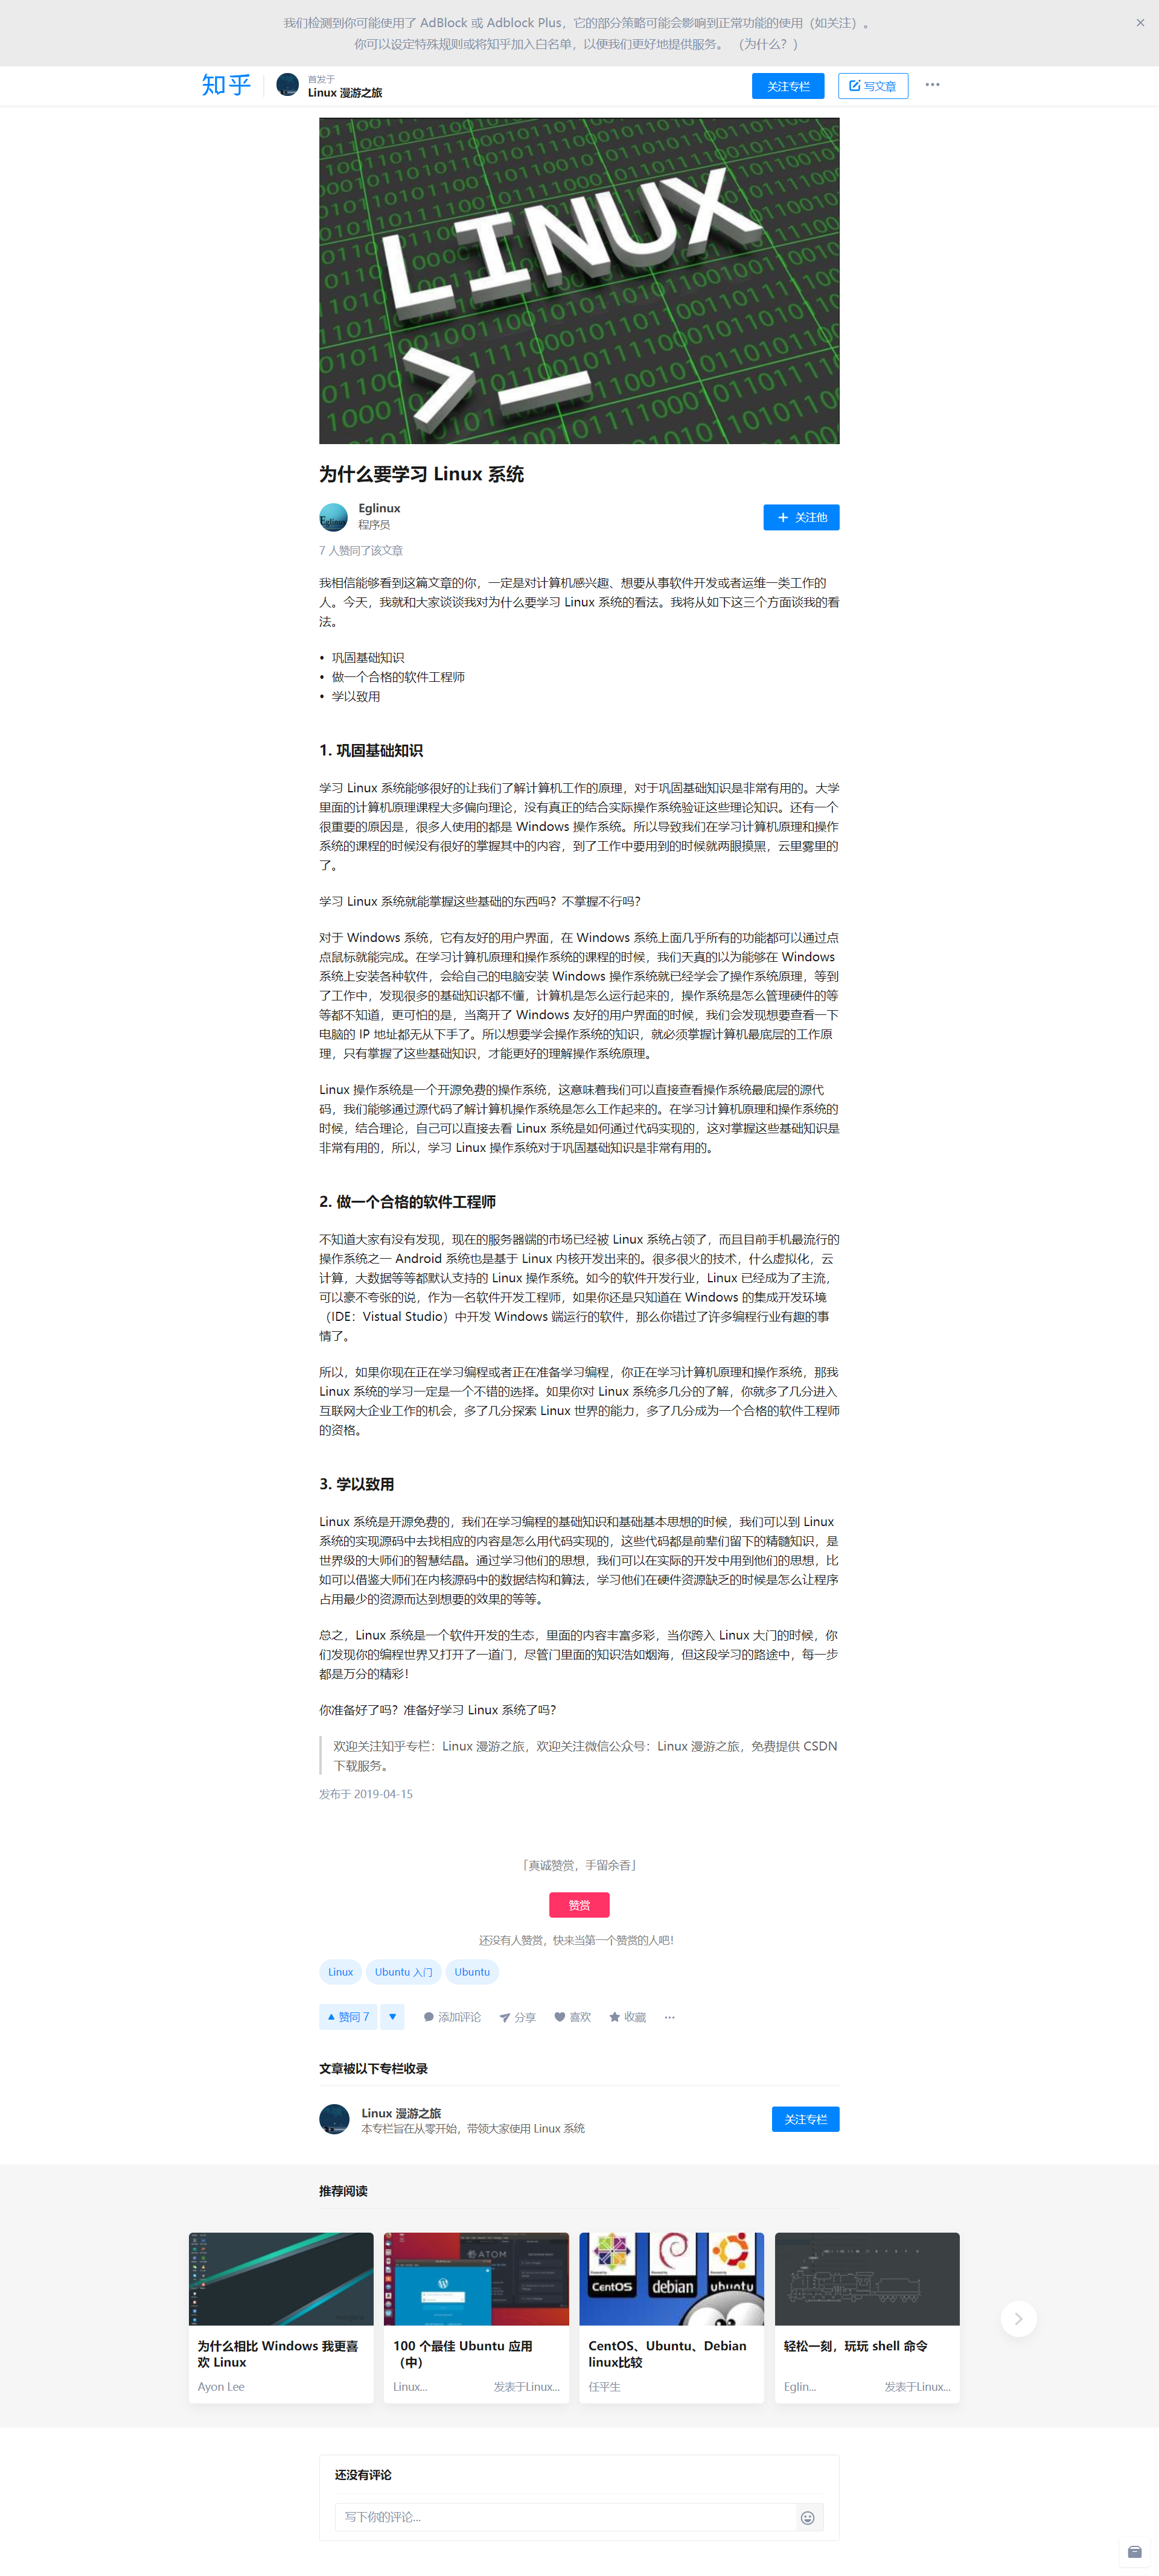 我们检测到你可能使用了 AdBlock 或 Adblock Plus，它的部分策略可能会影响到正常功能的使用（如关注）。
你可以设定特殊规则或将知乎加入白名单，以便我们更好地提供服务。 （为什么？）
知乎
首发于
Linux 漫游之旅
关注专栏
写文章
LINUX
>_
为什么要学习 Linux 系统
Eglinux
程序员
关注他
7 人赞同了该文章
我相信能够看到这篇文章的你，一定是对计算机感兴趣、想要从事软件开发或者运维一类工作的
人。今天，我就和大家谈谈我对为什么要学习 Linux 系统的看法。我将从如下这三个方面谈我的看
法。
• 巩固基础知识
• 做一个合格的软件工程师
• 学以致用
1. 巩固基础知识
学习 Linux 系统能够很好的让我们了解计算机工作的原理，对于巩固基础知识是非常有用的。大学
里面的计算机原理课程大多偏向理论，没有真正的结合实际操作系统验证这些理论知识。还有一个
很重要的原因是，很多人使用的都是 Windows 操作系统。所以导致我们在学习计算机原理和操作
系统的课程的时候没有很好的掌握其中的内容，到了工作中要用到的时候就两眼摸黑，云里雾里的
了。
学习 Linux 系统就能掌握这些基础的东西吗？不掌握不行吗？
对于 Windows 系统，它有友好的用户界面，在 Windows 系统上面几乎所有的功能都可以通过点
点鼠标就能完成。在学习计算机原理和操作系统的课程的时候，我们天真的以为能够在 Windows
系统上安装各种软件，会给自己的电脑安装 Windows 操作系统就已经学会了操作系统原理，等到
了工作中，发现很多的基础知识都不懂，计算机是怎么运行起来的，操作系统是怎么管理硬件的等
等都不知道，更可怕的是，当离开了 Windows 友好的用户界面的时候，我们会发现想要查看一下
电脑的 IP 地址都无从下手了。所以想要学会操作系统的知识，就必须掌握计算机最底层的工作原
理，只有掌握了这些基础知识，才能更好的理解操作系统原理。
Linux 操作系统是一个开源免费的操作系统，这意味着我们可以直接查看操作系统最底层的源代
码，我们能够通过源代码了解计算机操作系统是怎么工作起来的。在学习计算机原理和操作系统的
时候，结合理论，自己可以直接去看 Linux 系统是如何通过代码实现的，这对掌握这些基础知识是
非常有用的，所以，学习 Linux 操作系统对于巩固基础知识是非常有用的。
2. 做一个合格的软件工程师
不知道大家有没有发现，现在的服务器端的市场已经被 Linux 系统占领了，而且目前手机最流行的
操作系统之一 Android 系统也是基于 Linux 内核开发出来的。很多很火的技术，什么虚拟化，云
计算，大数据等等都默认支持的 Linux 操作系统。如今的软件开发行业，Linux 已经成为了主流，
可以豪不夸张的说，作为一名软件开发工程师，如果你还是只知道在 Windows 的集成开发环境
（IDE：Vistual Studio）中开发 Windows 端运行的软件，那么你错过了许多编程行业有趣的事
情了。
所以，如果你现在正在学习编程或者正在准备学习编程，你正在学习计算机原理和操作系统，那我
Linux 系统的学习一定是一个不错的选择。如果你对 Linux 系统多几分的了解，你就多了几分进入
互联网大企业工作的机会，多了几分探索 Linux 世界的能力，多了几分成为一个合格的软件工程师
的资格。
3. 学以致用
Linux 系统是开源免费的，我们在学习编程的基础知识和基础基本思想的时候，我们可以到 Linux
系统的实现源码中去找相应的内容是怎么用代码实现的，这些代码都是前辈们留下的精髓知识，是
世界级的大师们的智慧结晶。通过学习他们的思想，我们可以在实际的开发中用到他们的思想，比
如可以借鉴大师们在内核源码中的数据结构和算法，学习他们在硬件资源缺乏的时候是怎么让程序
占用最少的资源而达到想要的效果的等等。
总之，Linux 系统是一个软件开发的生态，里面的内容丰富多彩，当你跨入 Linux 大门的时候，你
们发现你的编程世界又打开了一道门，尽管门里面的知识浩如烟海，但这段学习的路途中，每一步
都是万分的精彩！
你准备好了吗？准备好学习 Linux 系统了吗？
欢迎关注知乎专栏：Linux 漫游之旅，欢迎关注微信公众号：Linux 漫游之旅，免费提供 CSDN
下载服务。
发布于 2019-04-15
「真诚赞赏，手留余香」
赞赏
还没有人赞赏，快来当第一个赞赏的人吧！
Linux
Ubuntu 入门
Ubuntu
赞同 7
添加评论
分享
喜欢
收藏
文章被以下专栏收录
Linux 漫游之旅
本专栏旨在从零开始，带领大家使用 Linux 系统
关注专栏
推荐阅读
ATOM
CentOS
debian
ubuntu
为什么相比 Windows 我更喜
欢 Linux
Ayon Lee
100 个最佳 Ubuntu 应用
（中）
Linux...
发表于Linux...
CentOS、Ubuntu、Debian
linux比较
任平生
轻松一刻，玩玩 shell 命令
Eglin...
发表于Linux...
还没有评论
写下你的评论...